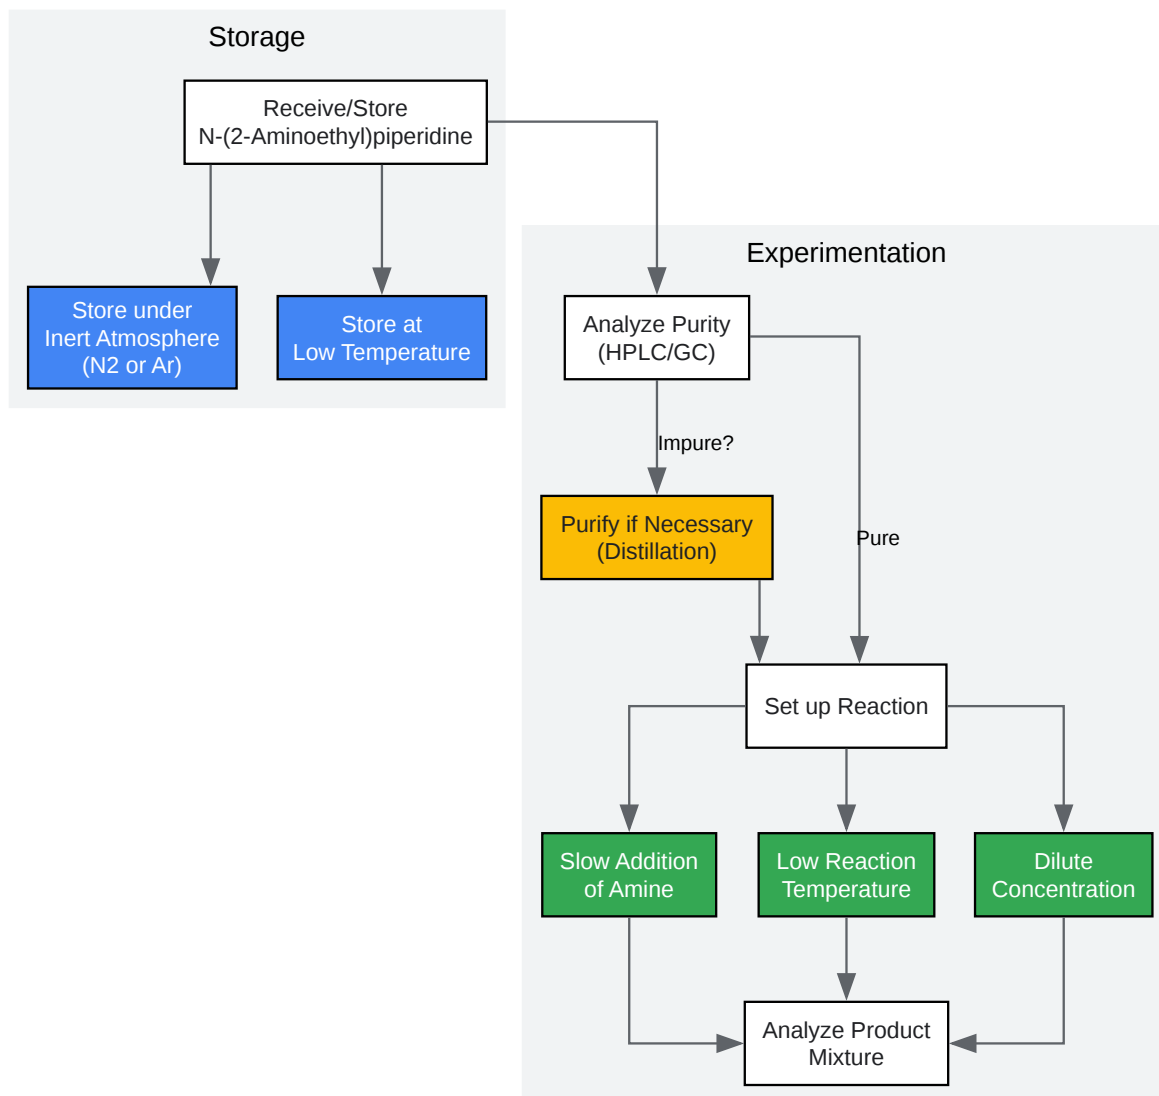 Storage
Receive/Store
N-(2-Aminoethyl)piperidine
Store under
Inert Atmosphere
(N2 or Ar)
Store at
Low Temperature
Experimentation
Analyze Purity
(HPLC/GC)
Impure?
Purify if Necessary
(Distillation)
Pure
Set up Reaction
Slow Addition
of Amine
Low Reaction
Temperature
Dilute
Concentration
Analyze Product
Mixture